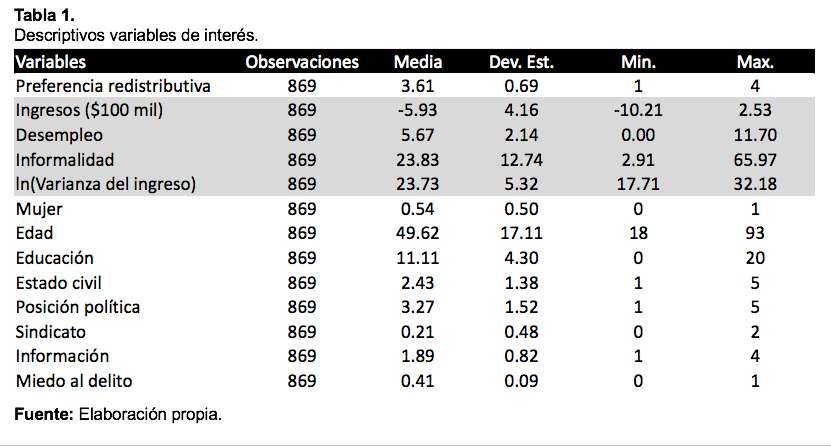 Tabla 1.
Descriptivos variables de interés.
Variables Observaciones Media Dev. Est. Min. Max.
Preferencia redistributiva 869 3.61 0.69 1 4
Ingresos ($100 mil) 869 -5.93 4.16 -10.21 2.53
Desempleo 869 5.67 2.14 0.00 11.70
Informalidad 869 23.83 12.74 2.91 65.97
ln(Varianza del ingreso) 869 23.73 5.32 17.71 32.18
Mujer 869 0.54 0.50 0 1
Edad 869 49.62 17.11 18 93
Educación 869 11.11 4.30 0 20
Estado civil 869 2.43 1.38 1 5
Posición política 869 3.27 1.52 1 5
Sindicato 869 0.21 0.48 0 2
Información 869 1.89 0.82 1 4
Miedo al delito 869 0.41 0.09 0 1
Fuente: Elaboración propia.